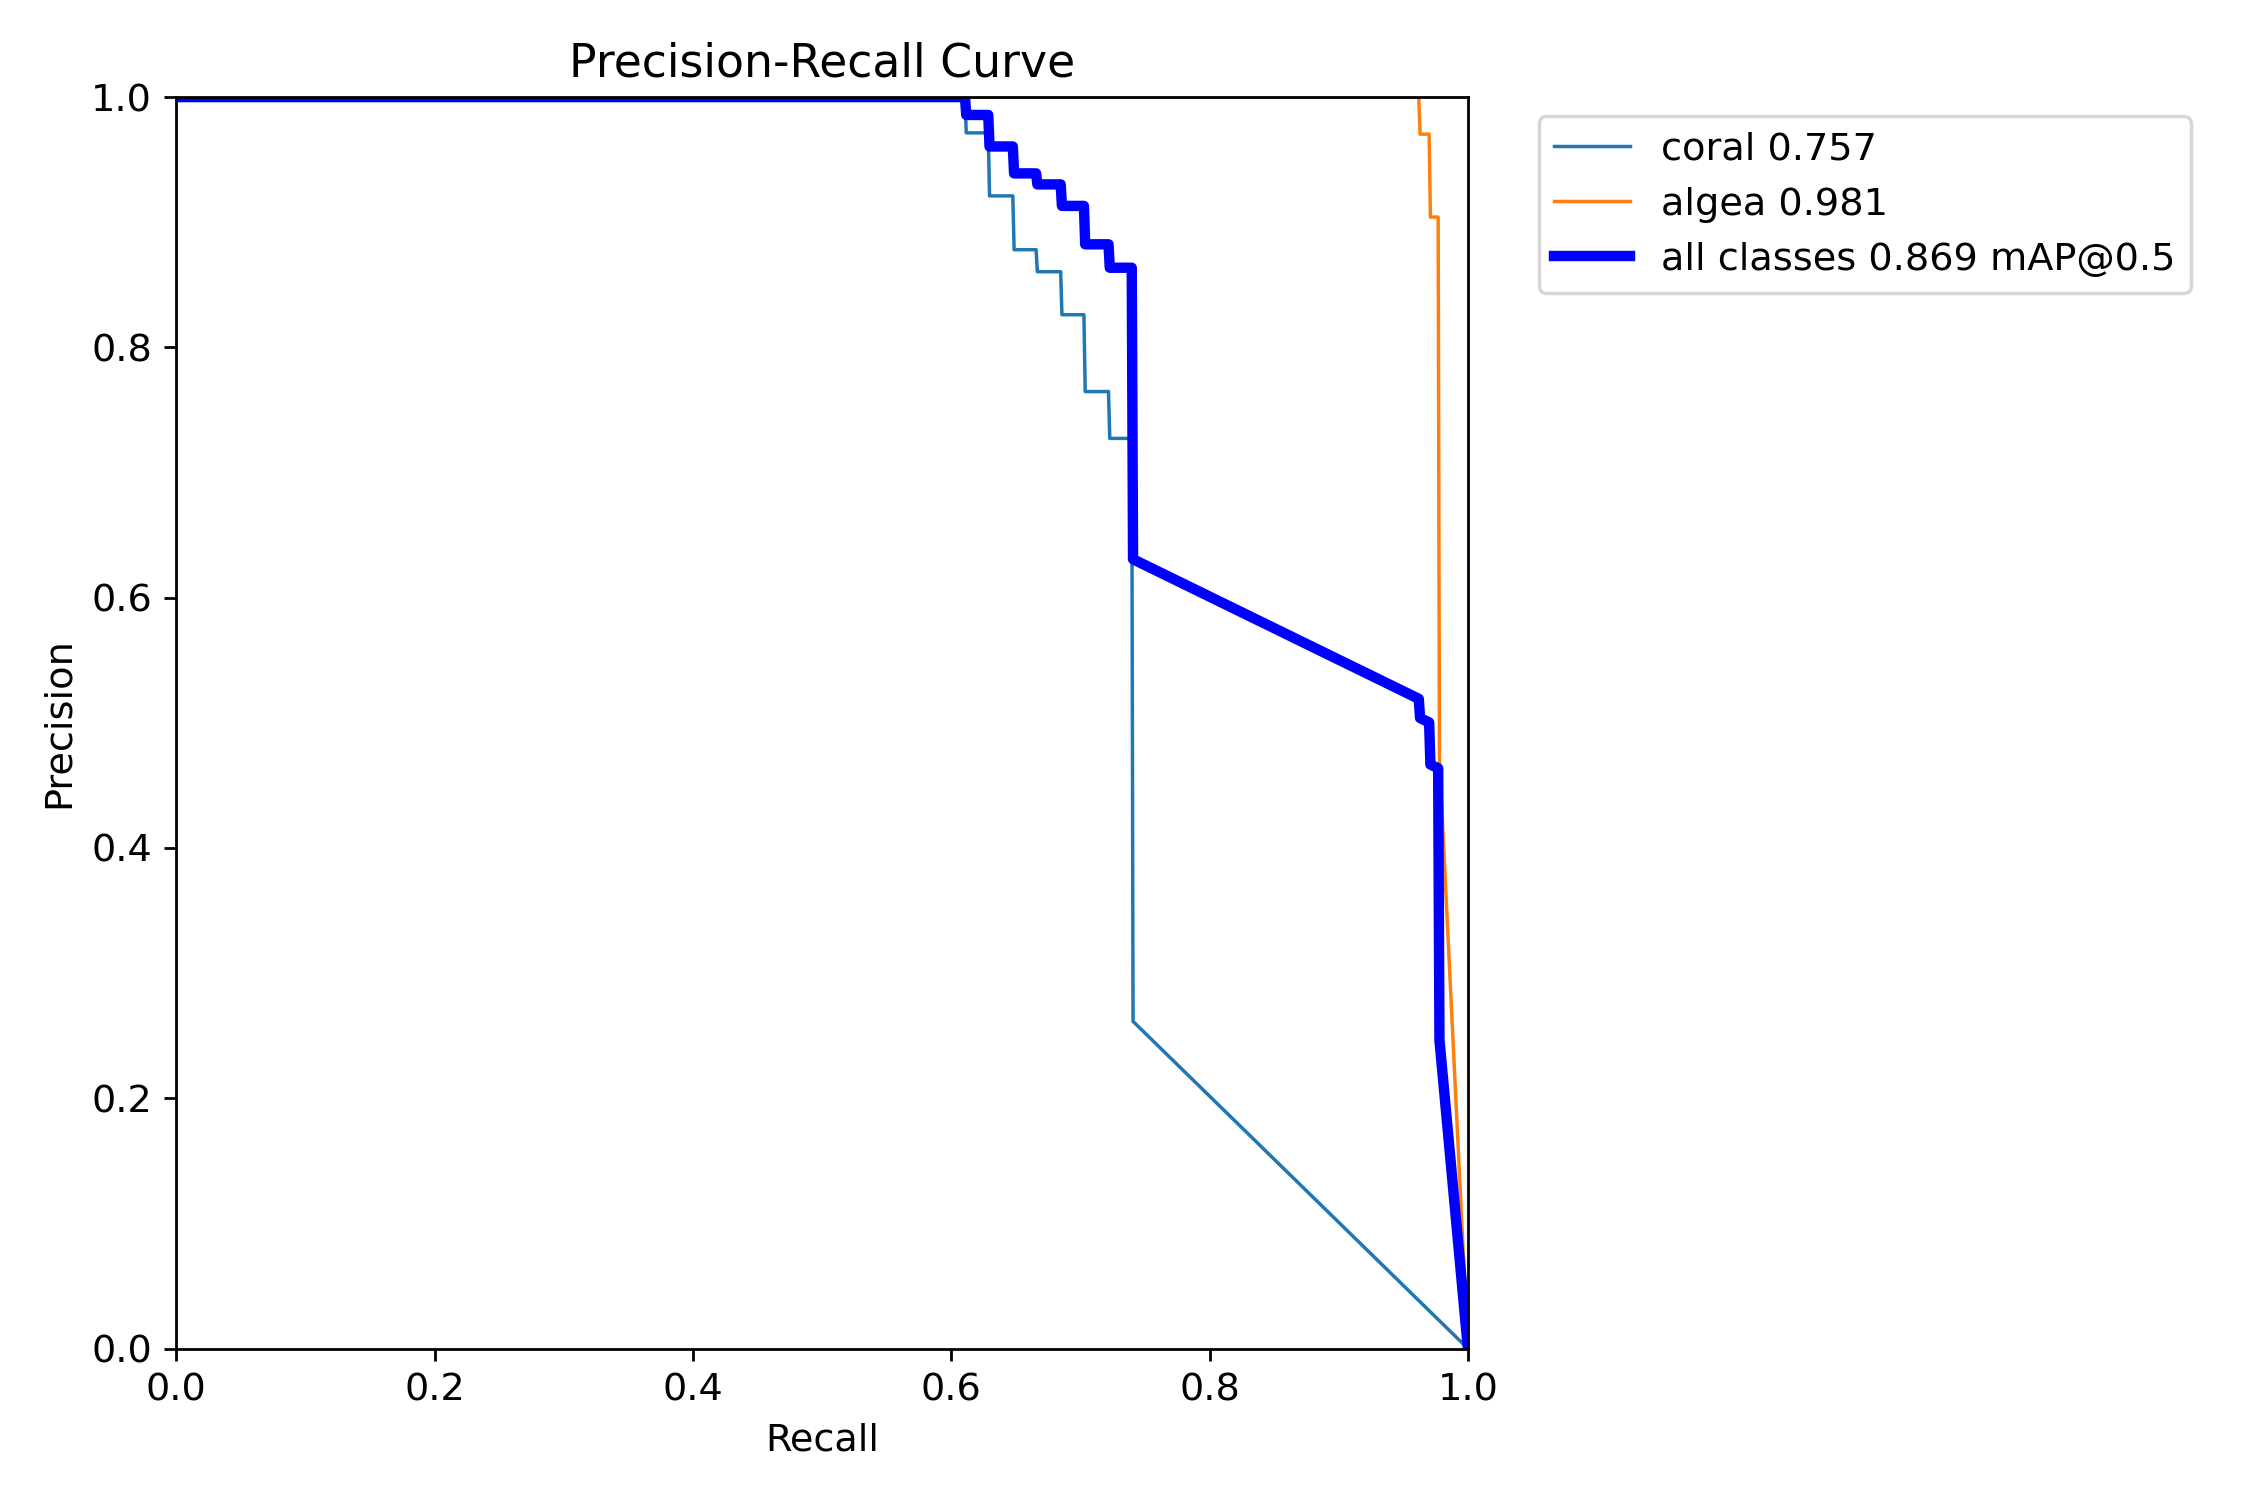 Precision-Recall Curve
1.0
0.8
0.6
0.4
0.2
0.0
Precision
0.0 0.2 0.4 0.6 0.8 1.0
Recall
coral 0.757
algea 0.981
all classes 0.869 mAP@0.5